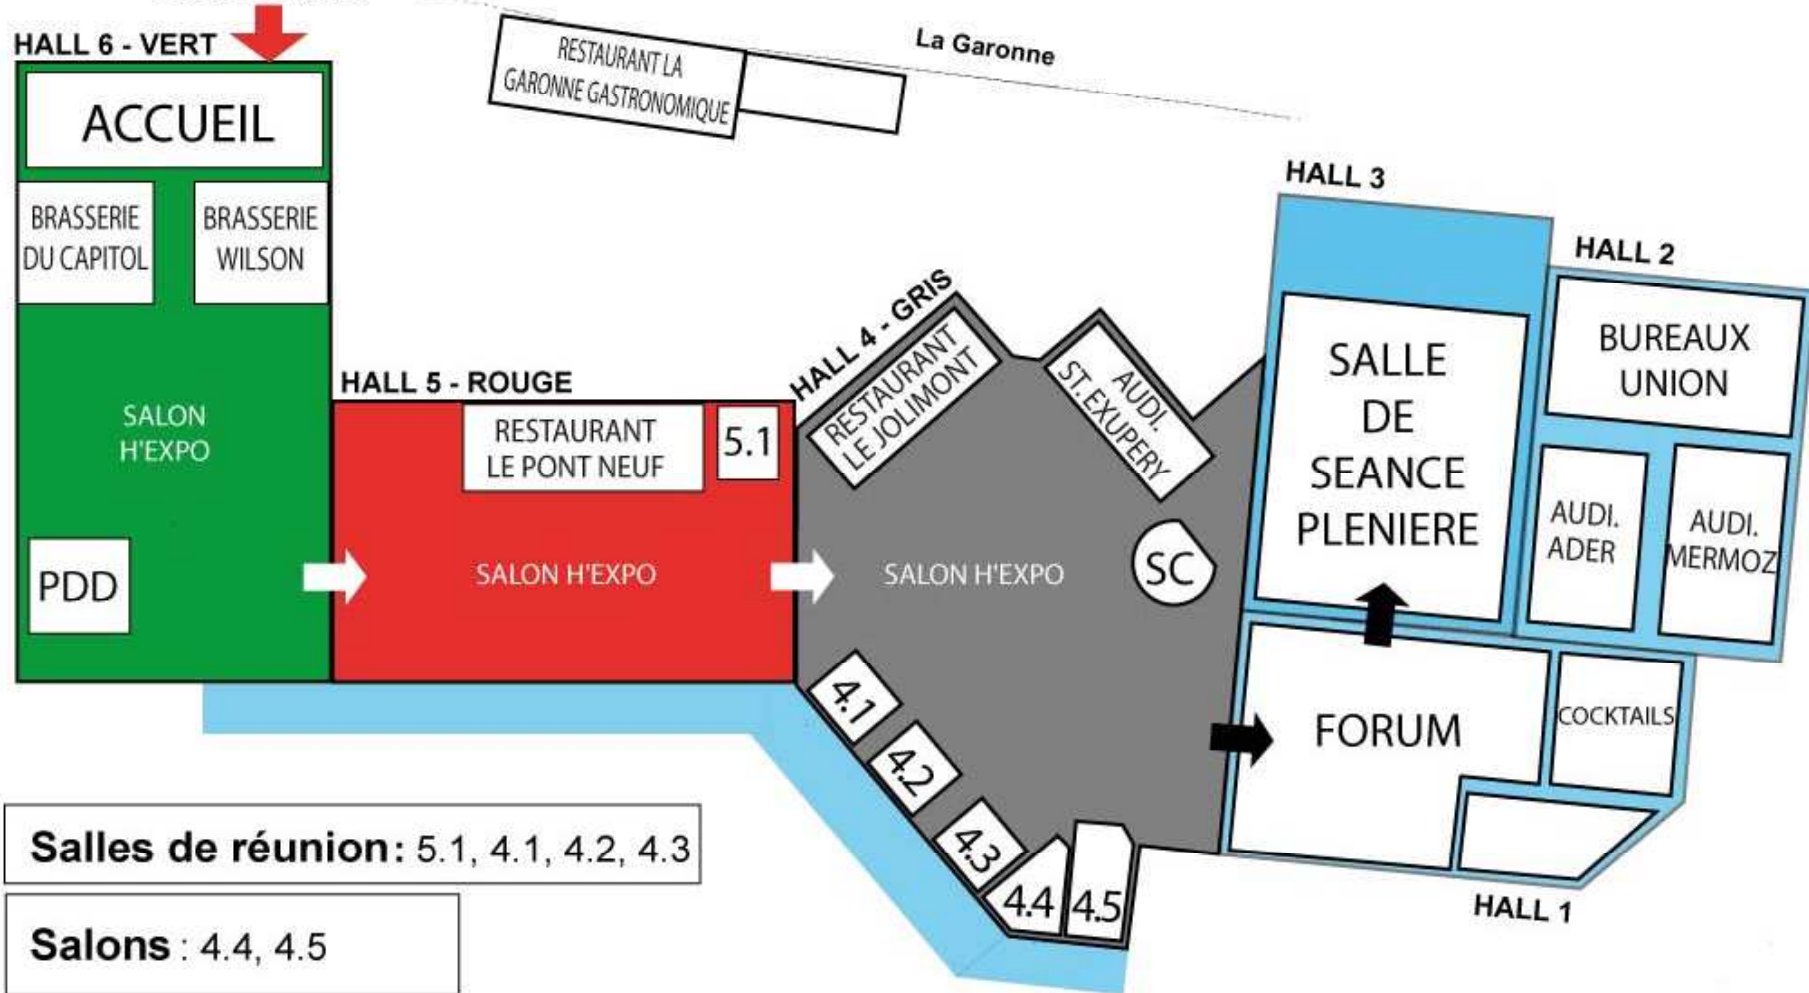 HALL 6 - VERT
ACCUEIL
BRASSERIE
DU CAPITOL
BRASSERIE
WILSON
SALON
H'EXPO
PDD
RESTAURANT LA
GARONNE GASTRONOMIQUE
La Garonne
HALL 5 - ROUGE
RESTAURANT
LE PONT NEUF
5.1
SALON H'EXPO
HALL 4 - GRIS
RESTAURANT
LE JOLIMONT
AUDI.
ST. EXUPERY
SALON H'EXPO
SC
4.1
4.2
4.3
4.4
4.5
HALL 3
SALLE
DE
SEANCE
PLENIERE
HALL 2
BUREAUX
UNION
AUDI.
ADER
AUDI.
MERMOZ
FORUM
COCKTAILS
HALL 1
Salles de réunion: 5.1, 4.1, 4.2, 4.3
Salons : 4.4, 4.5